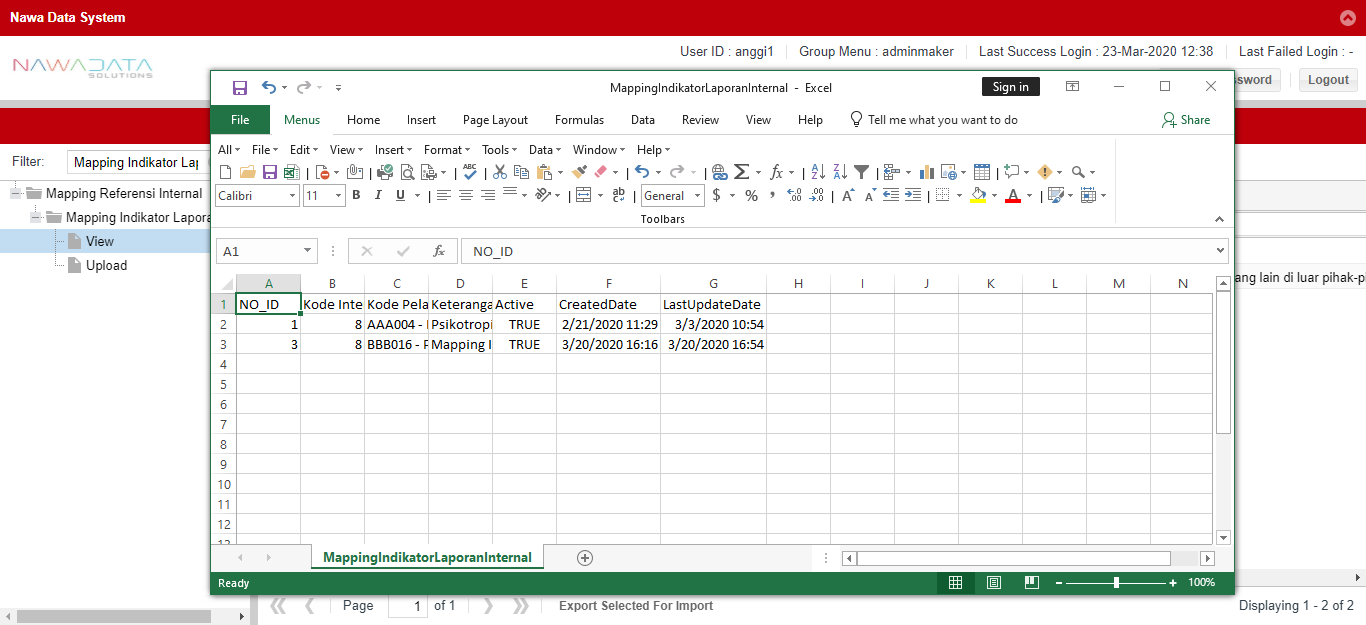 Nawa Data System
User ID : anggi1 Group Menu : adminmaker Last Success Login : 23-Mar-2020 12:38 Last Failed Login : -
NAWADATA
SOLUTIONS
ssword Logout
MappingIndikatorLaporanInternal - Excel Sign in
File Menus Home Insert Page Layout Formulas Data Review View Help Tell me what you want to do Share
All File Edit View Insert Format Tools Data Window Help
Calibri 11 B I U General $ % ,
Toolbars
Filter: Mapping Indikator Lap
Mapping Referensi Internal
Mapping Indikator Lapora
View
Upload
A1 fx NO_ID
A B C D E F G H I J K L M N
1 NO_ID Kode Inte Kode Pela Keteranga Active CreatedDate LastUpdateDate
2 1 8 AAA004 - Psikotropi TRUE 2/21/2020 11:29 3/3/2020 10:54
3 3 8 BBB016 - Mapping I TRUE 3/20/2020 16:16 3/20/2020 16:54
4
5
6
7
8
9
10
11
12
ang lain di luar pihak-pi
MappingIndikatorLaporanInternal
Ready 100%
Page 1 of 1 Export Selected For Import Displaying 1 - 2 of 2